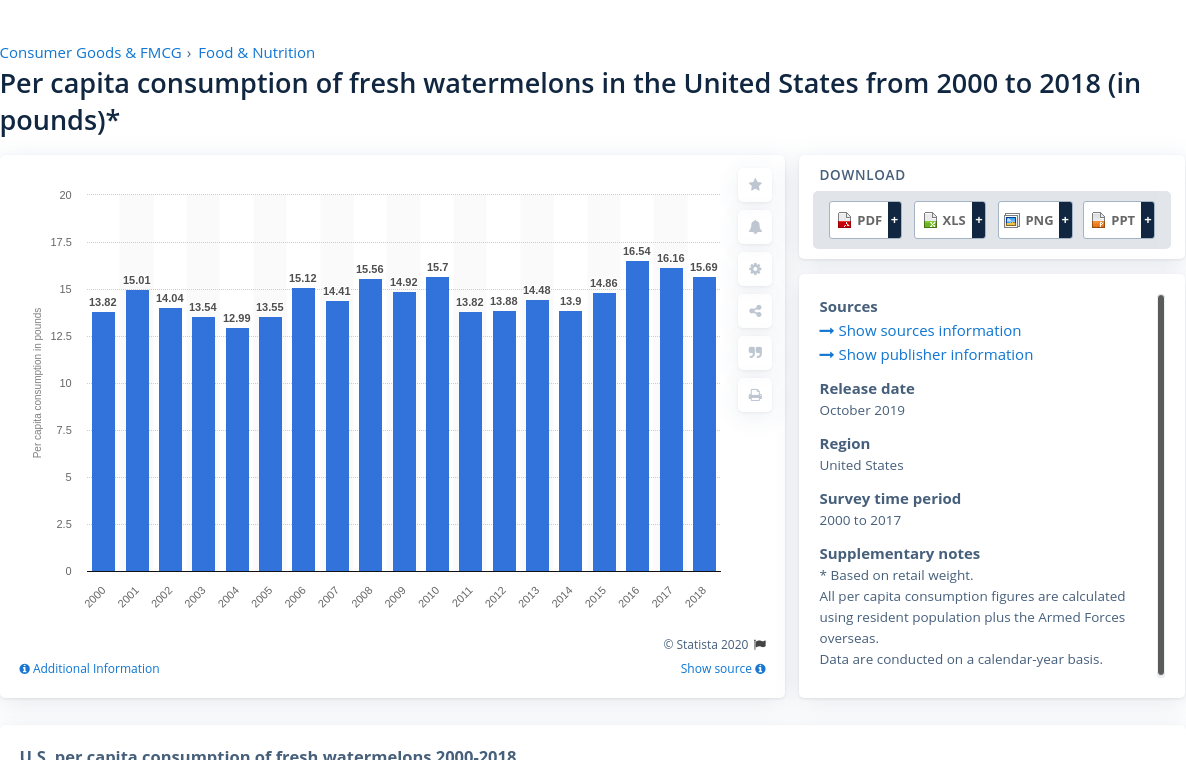 Consumer Goods & FMCG › Food & Nutrition
Per capita consumption of fresh watermelons in the United States from 2000 to 2018 (in
pounds)*
Per capita consumption in pounds
20
17.5
15
12.5
10
7.5
5
2.5
0
13.82
15.01
14.04
13.54
12.99
13.55
15.12
14.41
15.56
14.92
15.7
13.82
13.88
14.48
13.9
14.86
16.54
16.16
15.69
2000
2001
2002
2003
2004
2005
2006
2007
2008
2009
2010
2011
2012
2013
2014
2015
2016
2017
2018
© Statista 2020
Additional Information
Show source
DOWNLOAD
PDF + XLS + PNG + PPT +
Sources
Show sources information
Show publisher information
Release date
October 2019
Region
United States
Survey time period
2000 to 2017
Supplementary notes
* Based on retail weight.
All per capita consumption figures are calculated
using resident population plus the Armed Forces
overseas.
Data are conducted on a calendar-year basis.
U.S. per capita consumption of fresh watermelons 2000-2018